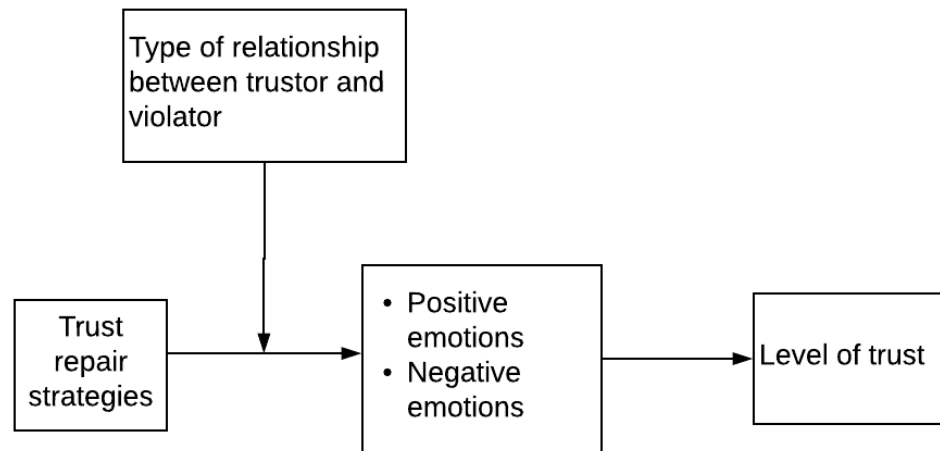 Type of relationship
between trustor and
violator
Trust
repair
strategies
• Positive
emotions
• Negative
emotions
Level of trust